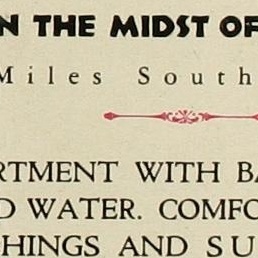 N THE MIDST OF
Miles South
RTMENT WITH BA
D WATER. COMFO
HINGS AND SU